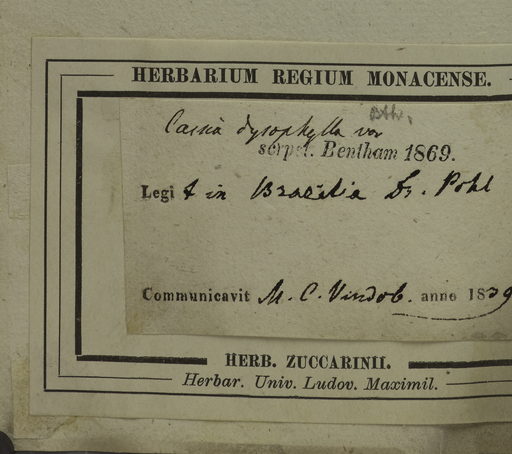 HERBARIUM REGIUM MONACENSE.
Bth.
Cassia dysophylla var
serpet. Bentham 1869.
Legi t in Brasilia Dr. Pohl
Communicavit M. C. Vindob. anno 1839
HERB. ZUCCARINII.
Herbar. Univ. Ludov. Maximil.